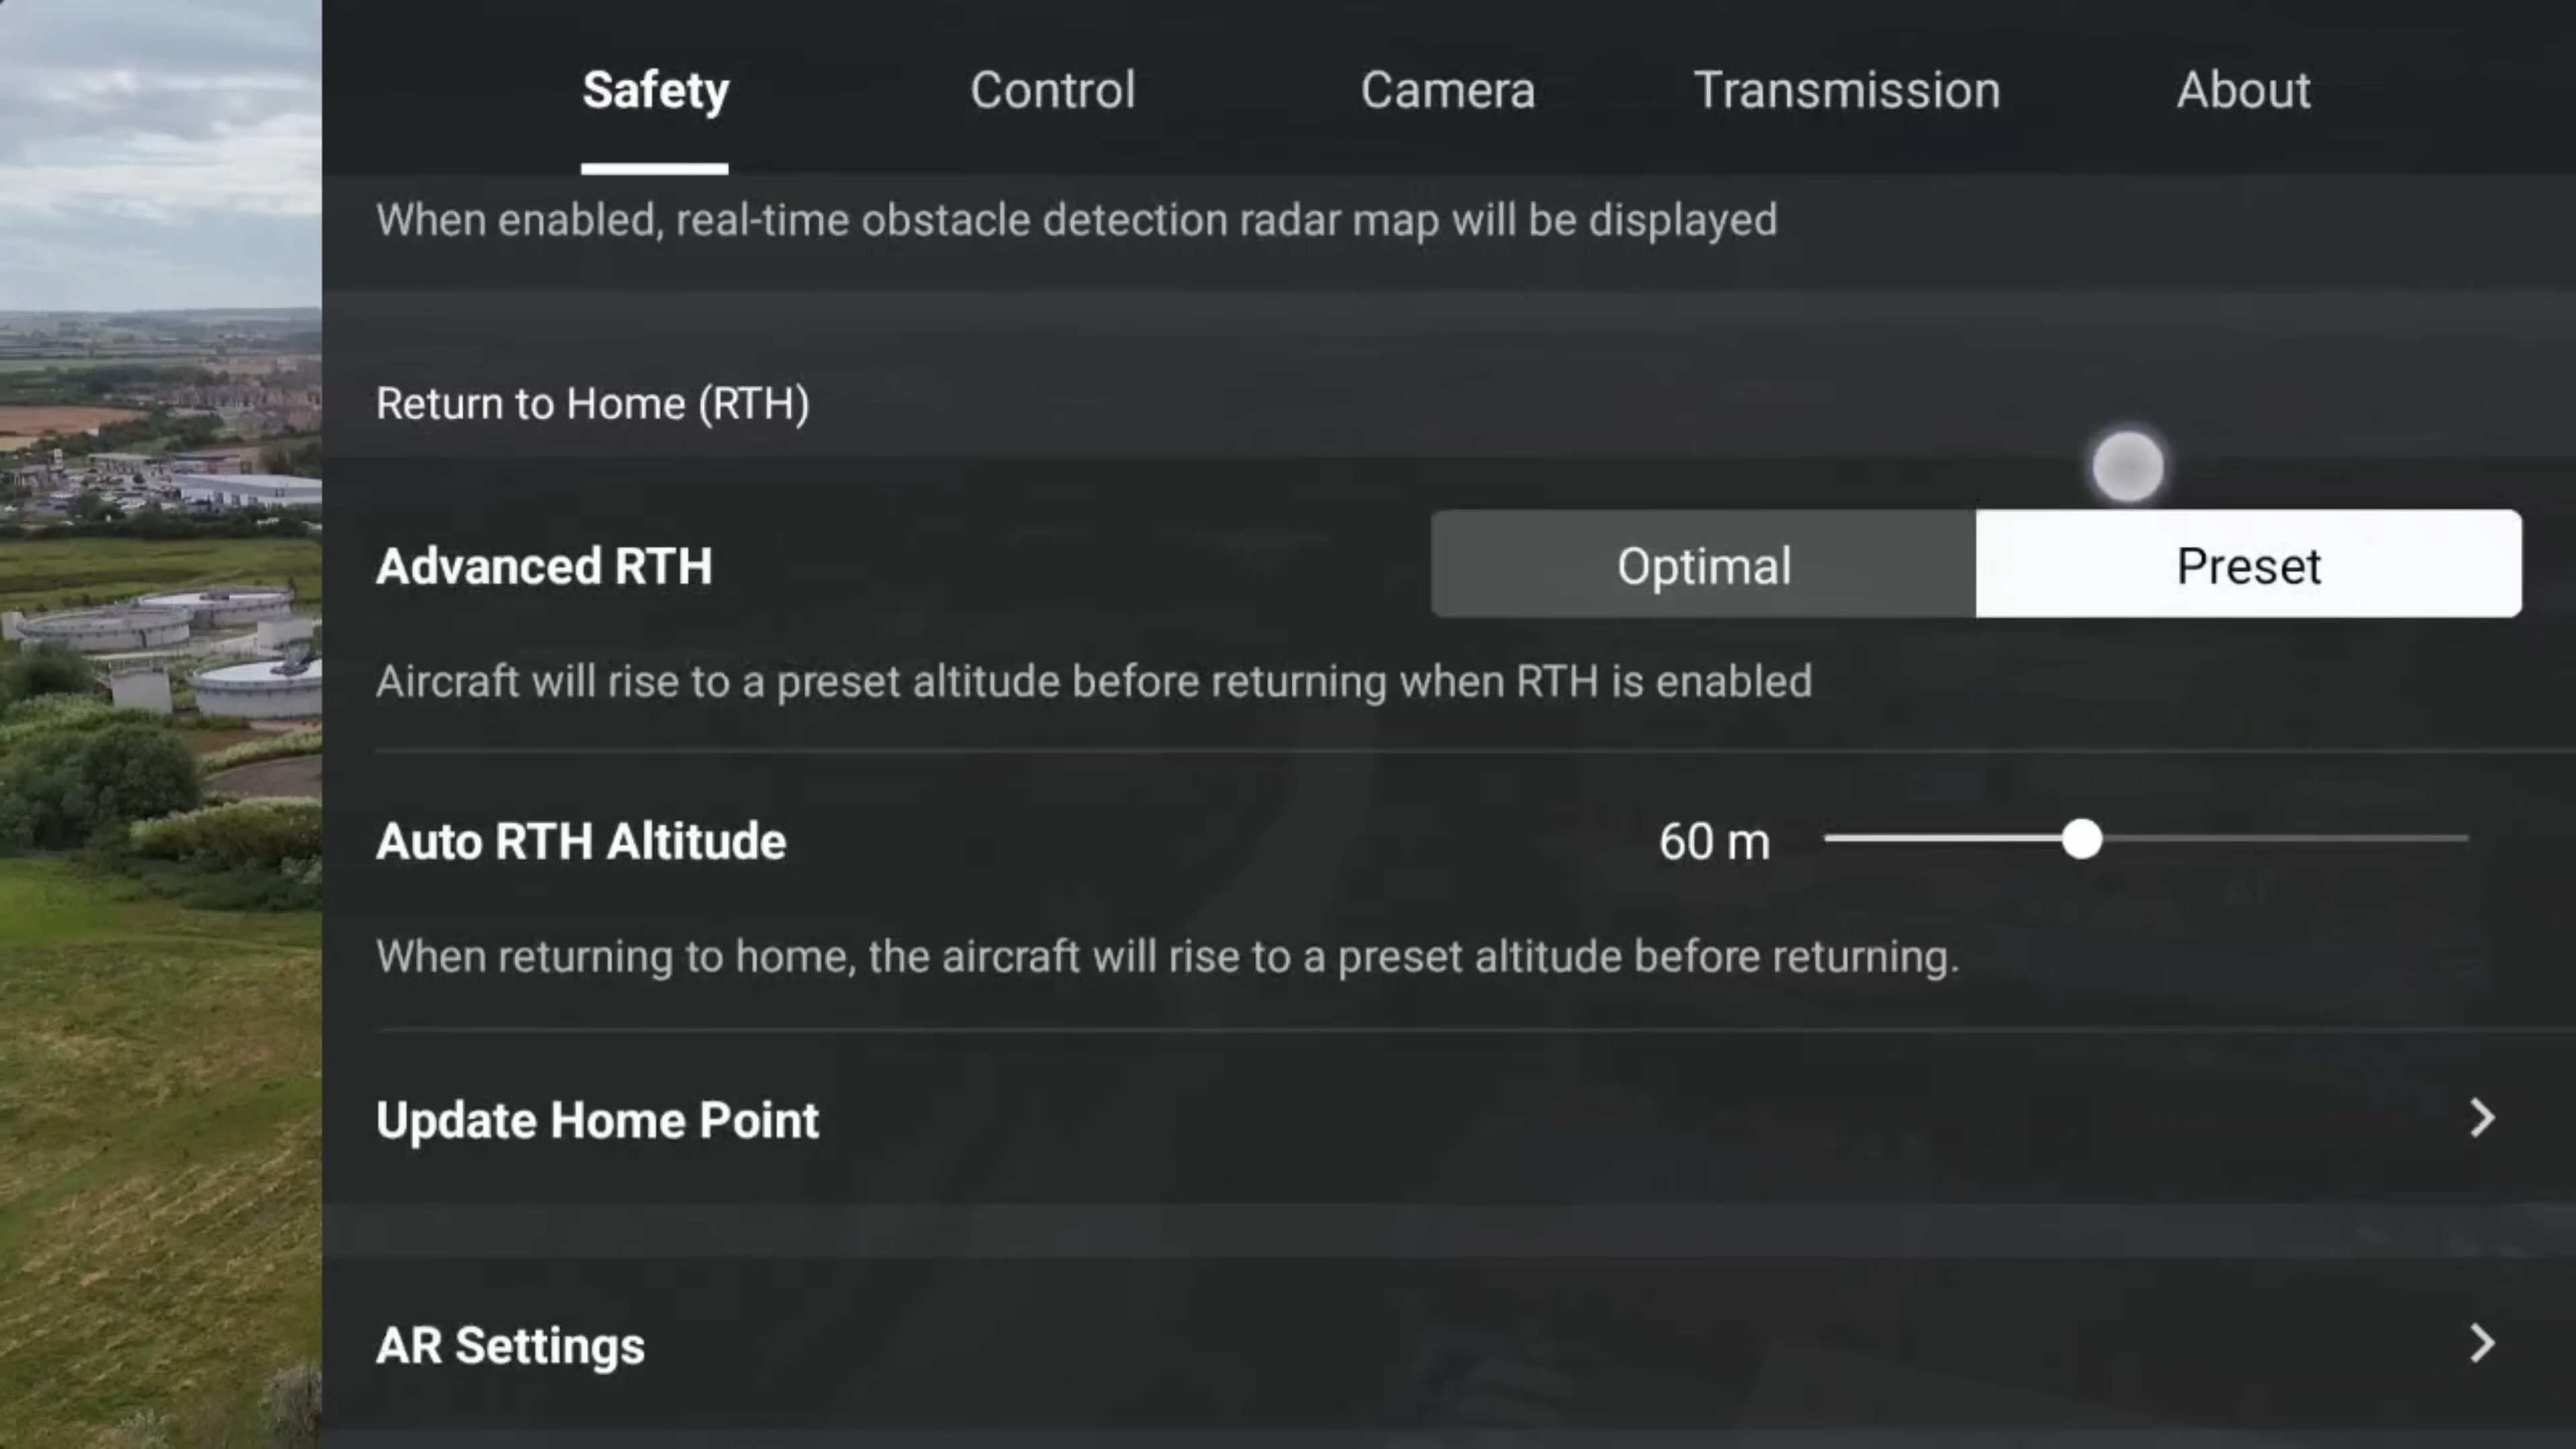 Safety Control Camera Transmission About
When enabled, real-time obstacle detection radar map will be displayed
Return to Home (RTH)
Advanced RTH Optimal Preset
Aircraft will rise to a preset altitude before returning when RTH is enabled
Auto RTH Altitude 60 m
When returning to home, the aircraft will rise to a preset altitude before returning.
Update Home Point
AR Settings